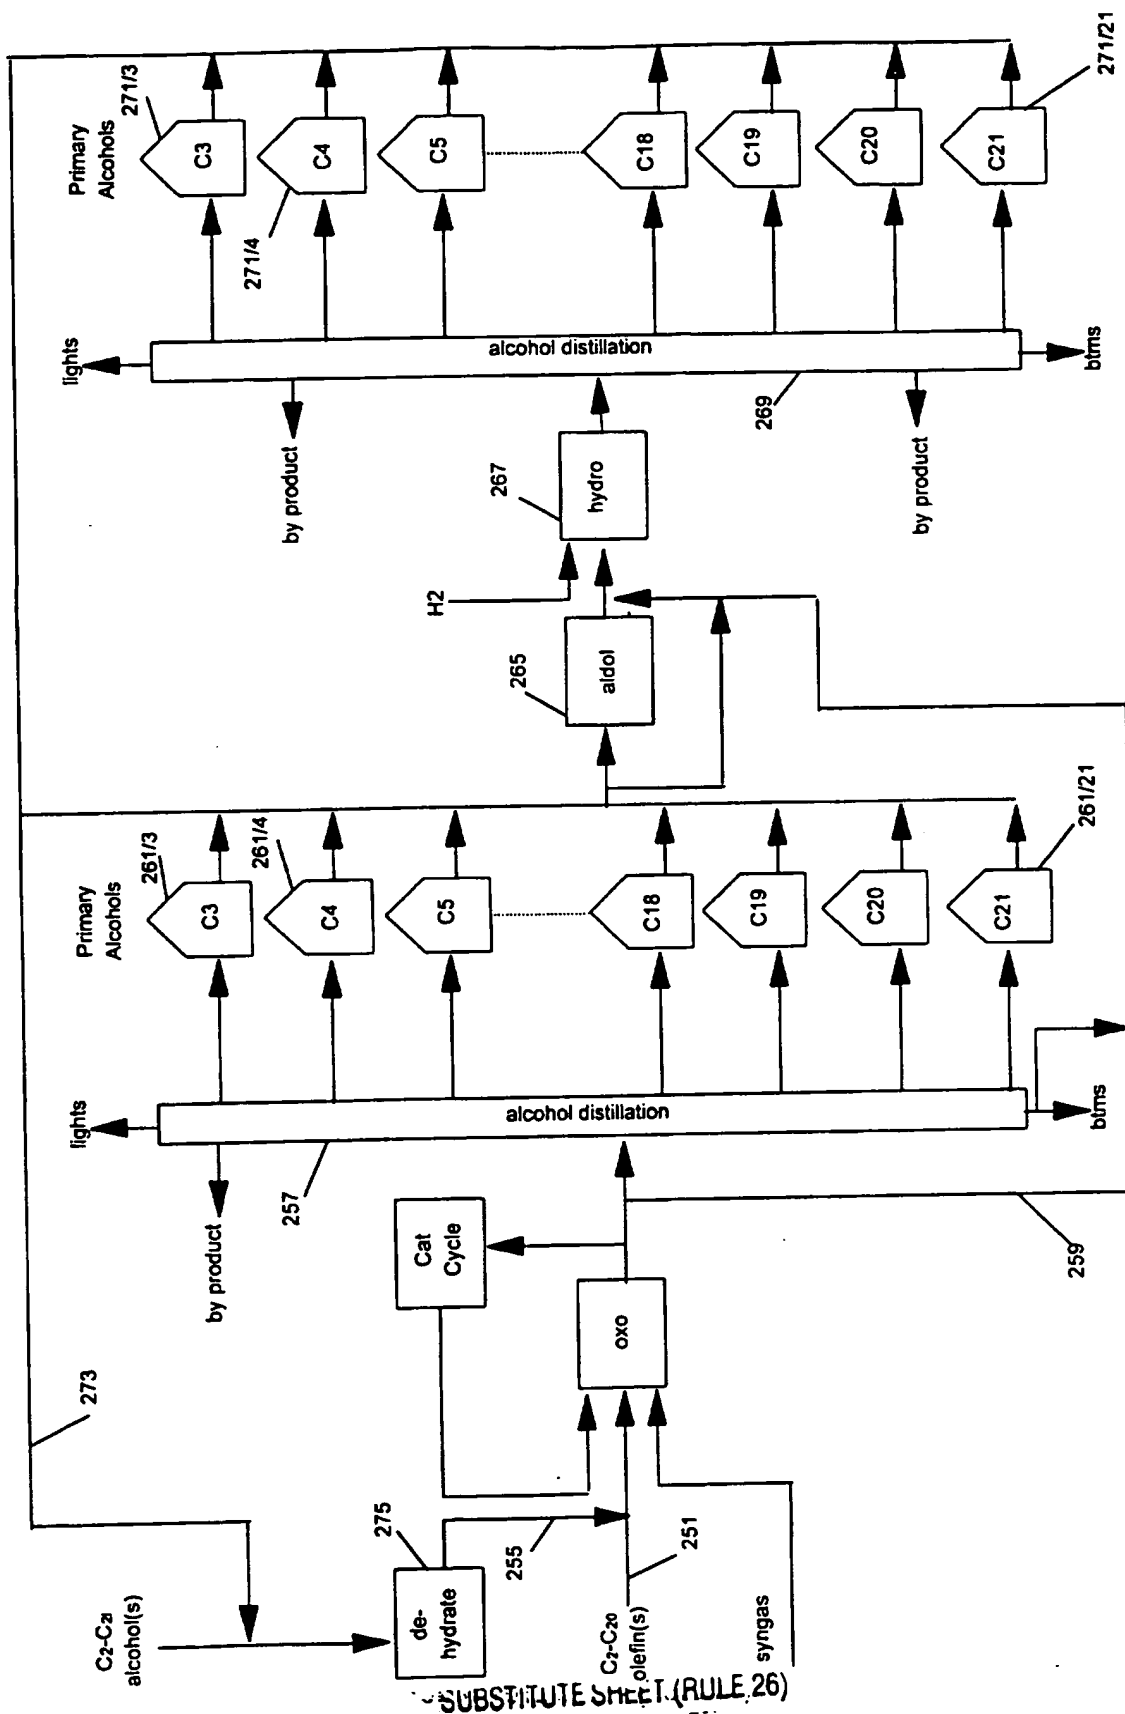 C2-C21
alcohol(s)
273
de-
hydrate
275
255
C2-C20
olefin(s)
251
syngas
Cat
Cycle
oxo
259
lights
by product
257
alcohol distillation
btms
Primary
Alcohols
C3
261/3
C4
261/4
C5
C18
C19
C20
C21
261/21
265
aldol
H2
267
hydro
lights
by product
alcohol distillation
269
by product
btms
Primary
Alcohols
C3
271/3
C4
271/4
C5
C18
C19
C20
C21
271/21
SUBSTITUTE SHEET (RULE 26)